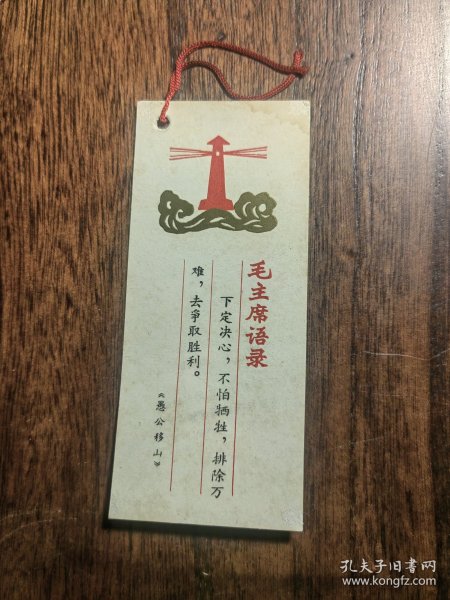 毛主席语录
下定决心，不怕牺牲，排除万
难，去争取胜利。
《愚公移山》
孔夫子旧书网
www.kongfz.com